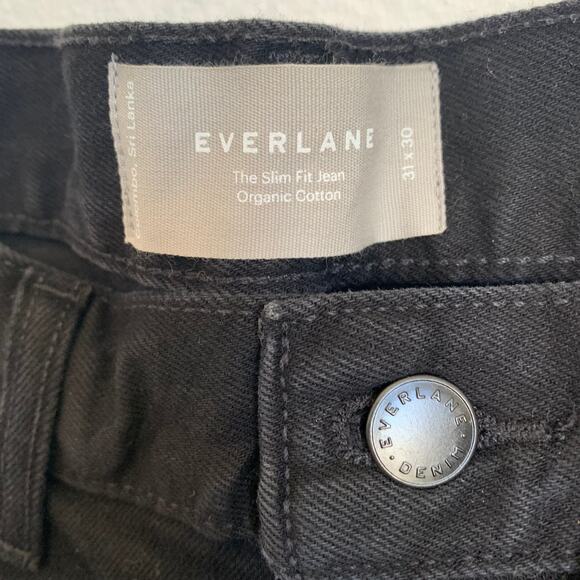 EVERLANE
The Slim Fit Jean
Organic Cotton
31 x 30
Sri Lanka
EVERLANE
• DENIM •